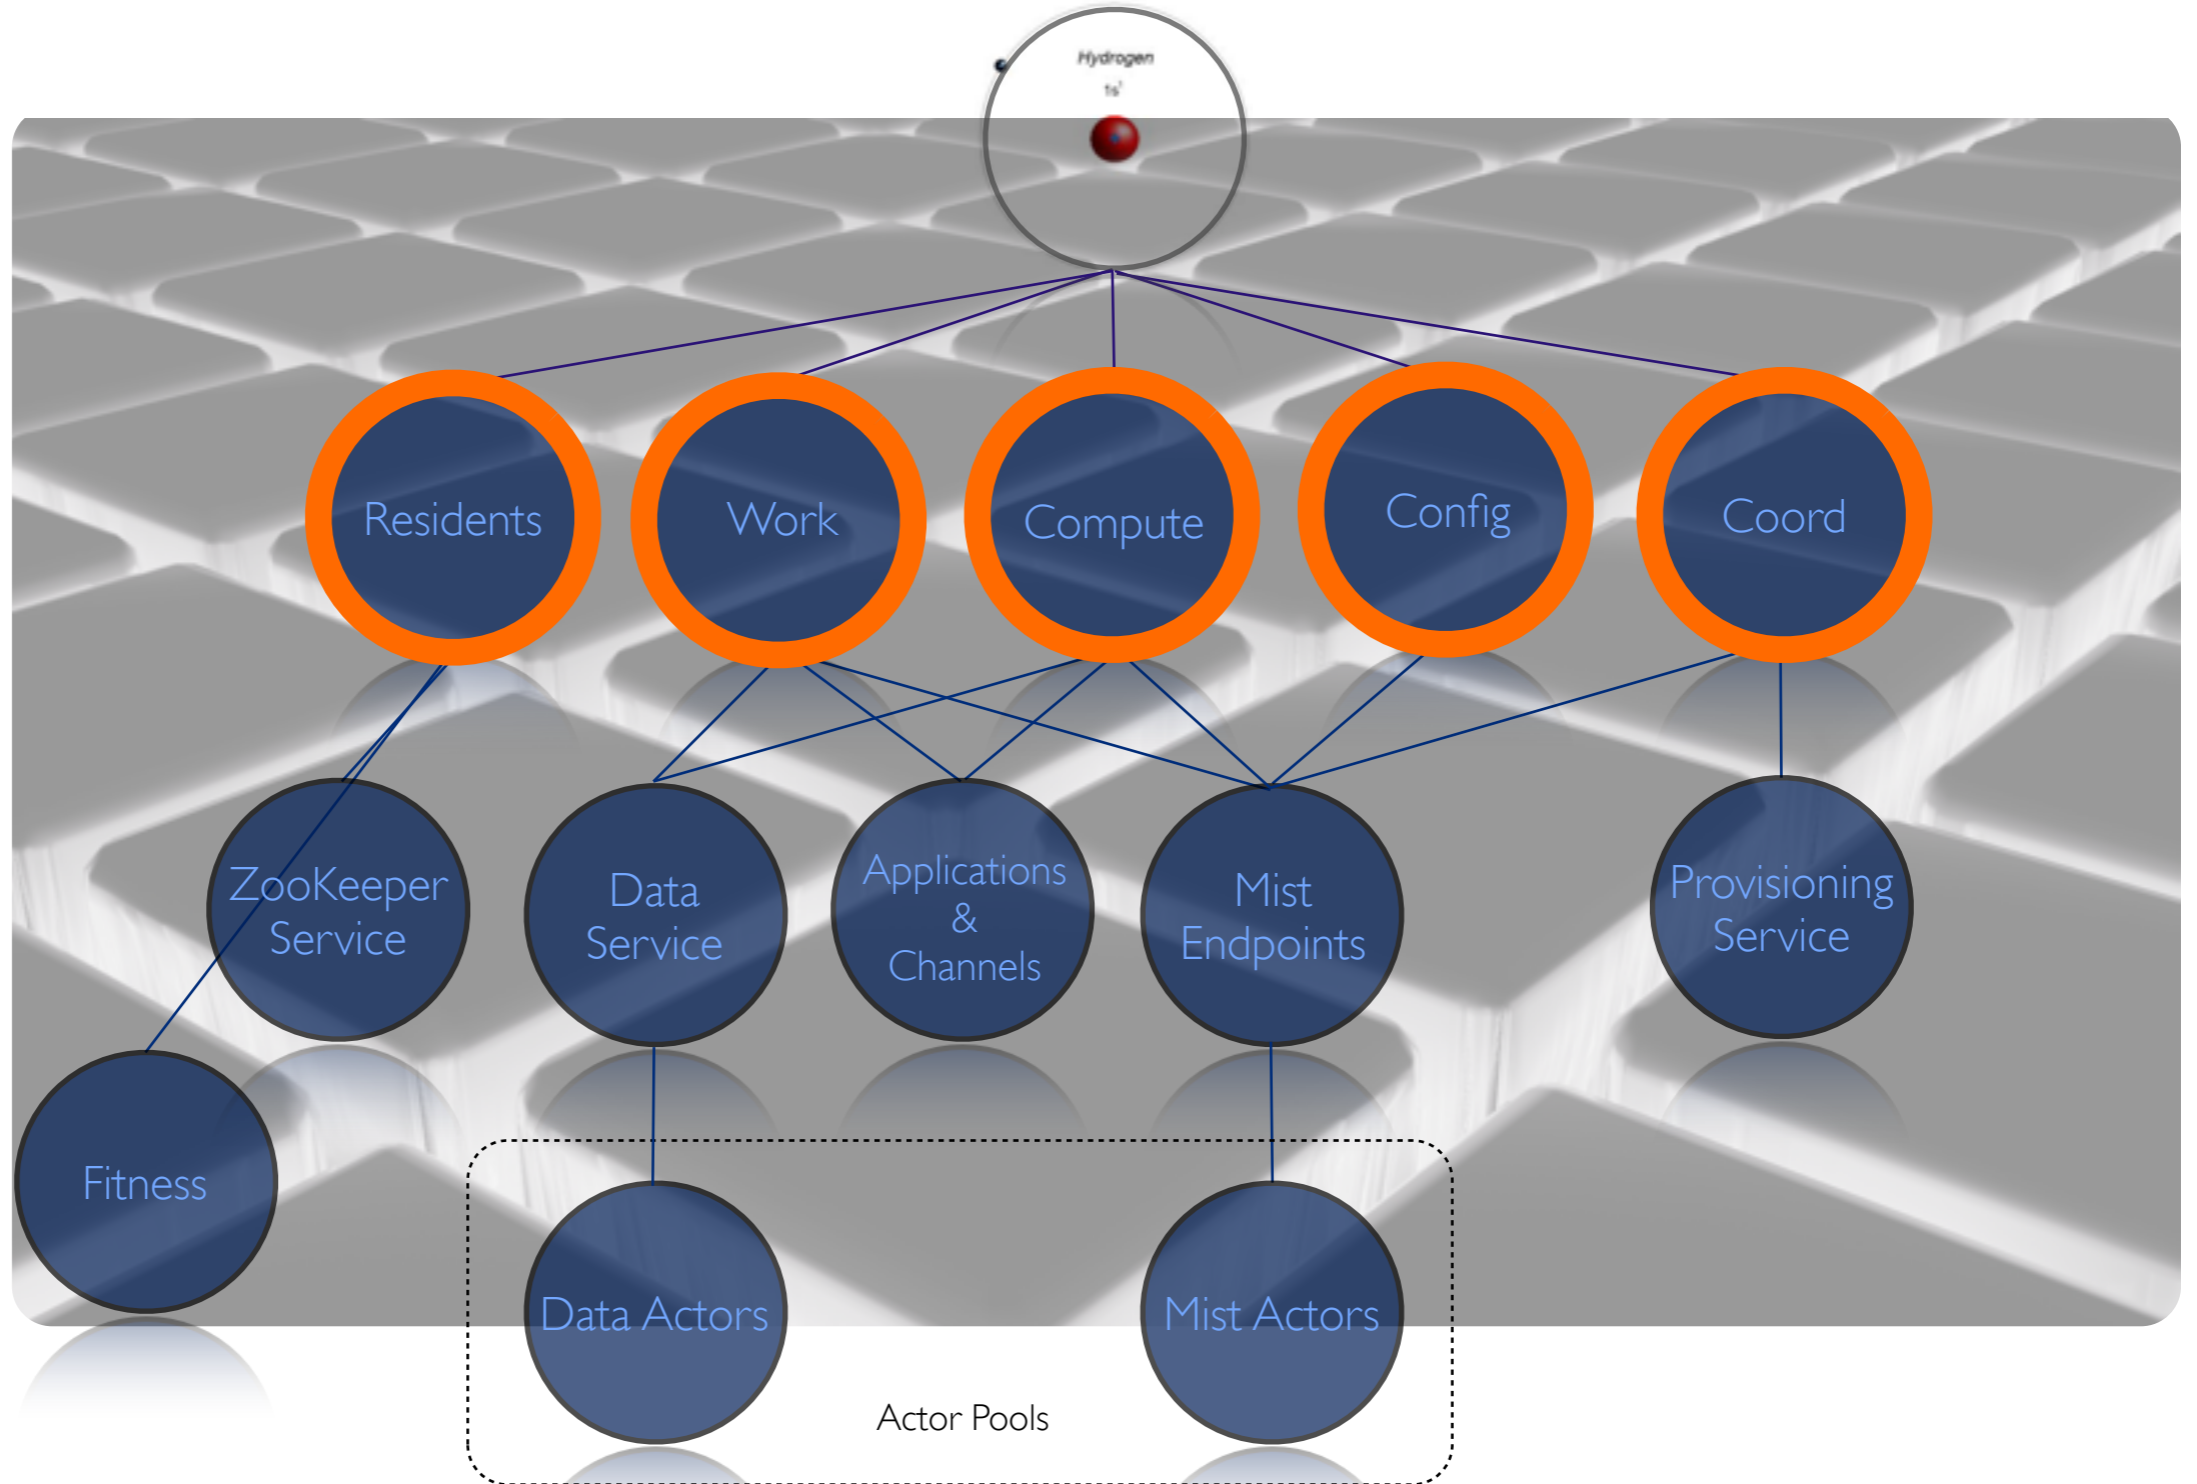 Hydrogen
1s¹
Residents
Work
Compute
Config
Coord
ZooKeeper
Service
Data
Service
Applications
&
Channels
Mist
Endpoints
Provisioning
Service
Fitness
Data Actors
Mist Actors
Actor Pools